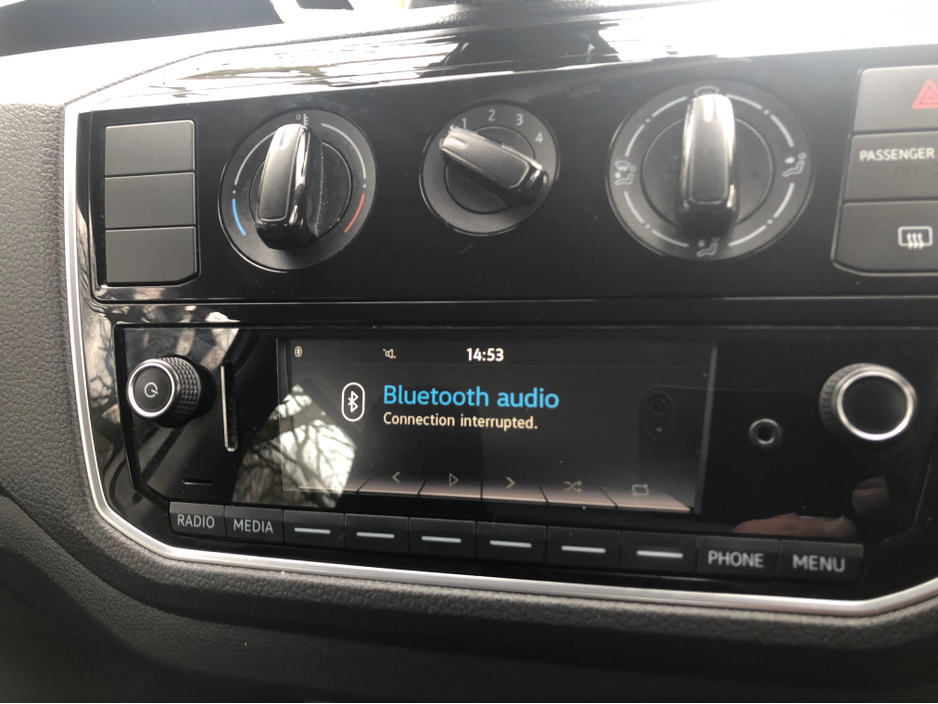 1 2 3 4
PASSENGER
14:53
Bluetooth audio
Connection interrupted.
RADIO MEDIA PHONE MENU